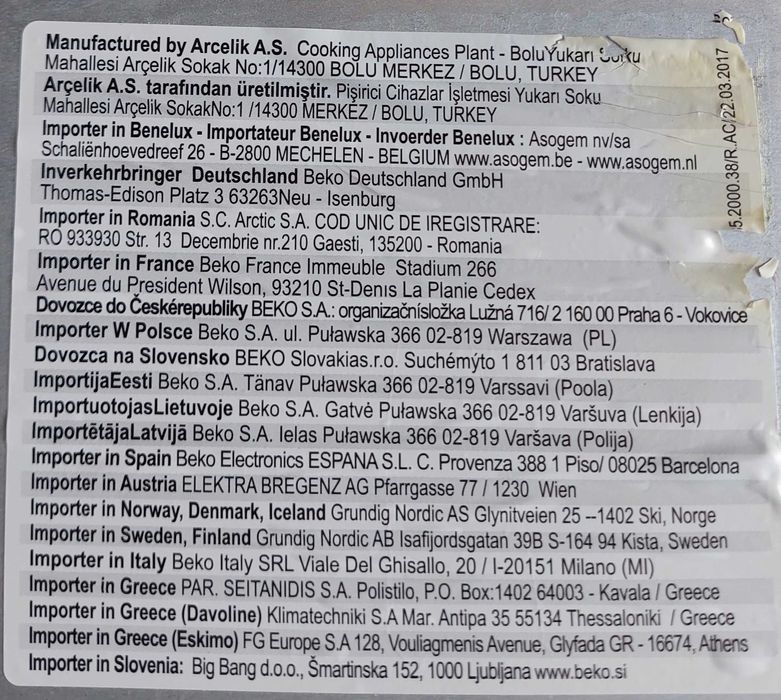 Manufactured by Arcelik A.S. Cooking Appliances Plant - BoluYukarı Soku
Mahallesi Arçelik Sokak No:1/14300 BOLU MERKEZ / BOLU, TURKEY
Arçelik A.S. tarafından üretilmiştir. Pişirici Cihazlar İşletmesi Yukarı Soku
Mahallesi Arçelik SokakNo:1 /14300 MERKEZ / BOLU, TURKEY
Importer in Benelux - Importateur Benelux - Invoerder Benelux : Asogem nv/sa
Schaliënhoevedreef 26 - B-2800 MECHELEN - BELGIUM www.asogem.be - www.asogem.nl
Inverkehrbringer Deutschland Beko Deutschland GmbH
Thomas-Edison Platz 3 63263Neu - Isenburg
Importer in Romania S.C. Arctic S.A. COD UNIC DE IREGISTRARE:
RO 933930 Str. 13 Decembrie nr.210 Gaesti, 135200 - Romania
Importer in France Beko France Immeuble Stadium 266
Avenue du President Wilson, 93210 St-Denıs La Planie Cedex
Dovozce do Českérepubliky BEKO S.A.: organizačnísložka Lužná 716/ 2 160 00 Praha 6 - Vokovice
Importer W Polsce Beko S.A. ul. Puławska 366 02-819 Warszawa (PL)
Dovozca na Slovensko BEKO Slovakias.r.o. Suchémýto 1 811 03 Bratislava
ImportijaEesti Beko S.A. Tänav Puławska 366 02-819 Varssavi (Poola)
ImportuotojasLietuvoje Beko S.A. Gatvė Puławska 366 02-819 Varšuva (Lenkija)
ImportētājaLatvijā Beko S.A. Ielas Puławska 366 02-819 Varšava (Polija)
Importer in Spain Beko Electronics ESPANA S.L. C. Provenza 388 1 Piso/ 08025 Barcelona
Importer in Austria ELEKTRA BREGENZ AG Pfarrgasse 77 / 1230 Wien
Importer in Norway, Denmark, Iceland Grundig Nordic AS Glynitveien 25 –1402 Ski, Norge
Importer in Sweden, Finland Grundig Nordic AB Isafijordsgatan 39B S-164 94 Kista, Sweden
Importer in Italy Beko Italy SRL Viale Del Ghisallo, 20 / I-20151 Milano (MI)
Importer in Greece PAR. SEITANIDIS S.A. Polistilo, P.O. Box:1402 64003 - Kavala / Greece
Importer in Greece (Davoline) Klimatechniki S.A Mar. Antipa 35 55134 Thessaloniki / Greece
Importer in Greece (Eskimo) FG Europe S.A 128, Vouliagmenis Avenue, Glyfada GR - 16674, Athens
Importer in Slovenia: Big Bang d.o.o., Šmartinska 152, 1000 Ljubljana www.beko.si
5.2000.38/R.AC/22.03.2017